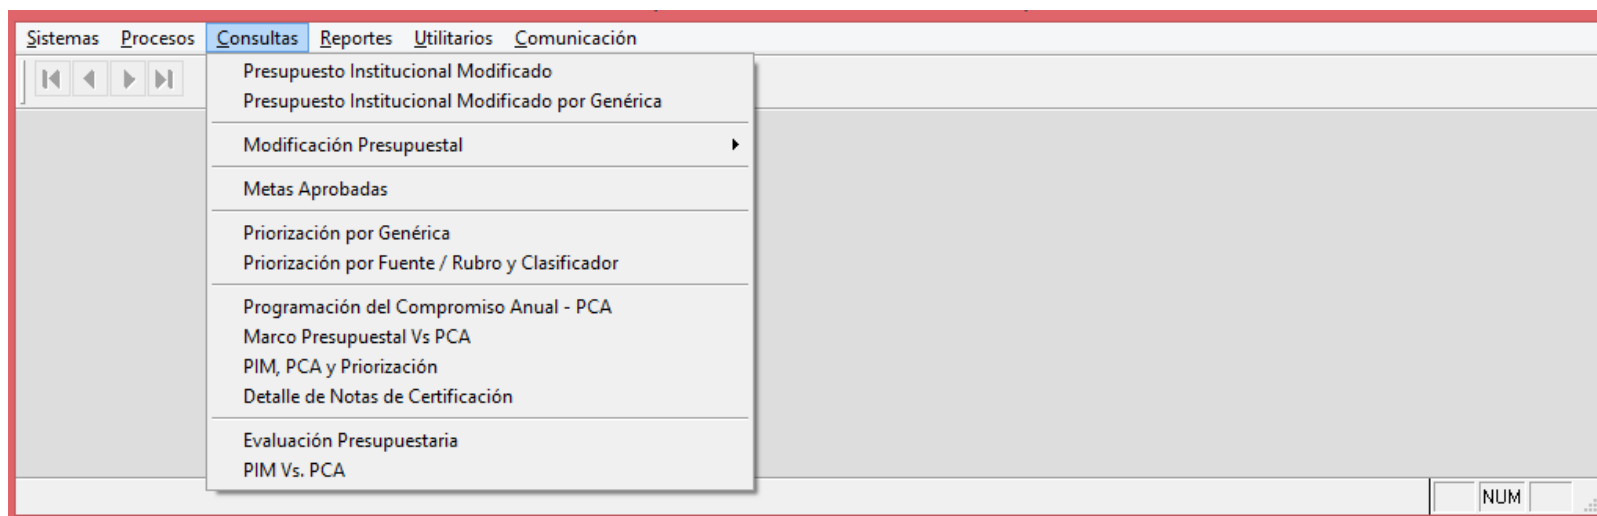 Sistemas Procesos Consultas Reportes Utilitarios Comunicación
Presupuesto Institucional Modificado
Presupuesto Institucional Modificado por Genérica
Modificación Presupuestal
Metas Aprobadas
Priorización por Genérica
Priorización por Fuente / Rubro y Clasificador
Programación del Compromiso Anual - PCA
Marco Presupuestal Vs PCA
PIM, PCA y Priorización
Detalle de Notas de Certificación
Evaluación Presupuestaria
PIM Vs. PCA
NUM